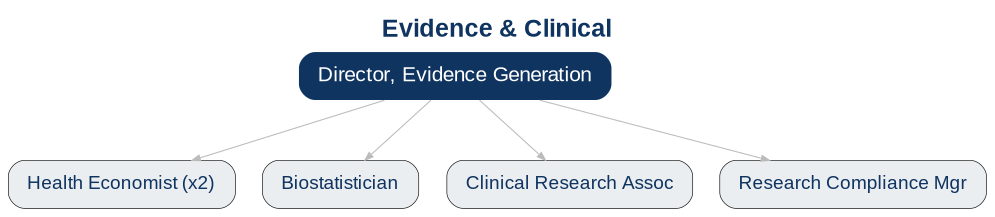 Evidence & Clinical
Director, Evidence Generation
Health Economist (x2)
Biostatistician
Clinical Research Assoc
Research Compliance Mgr